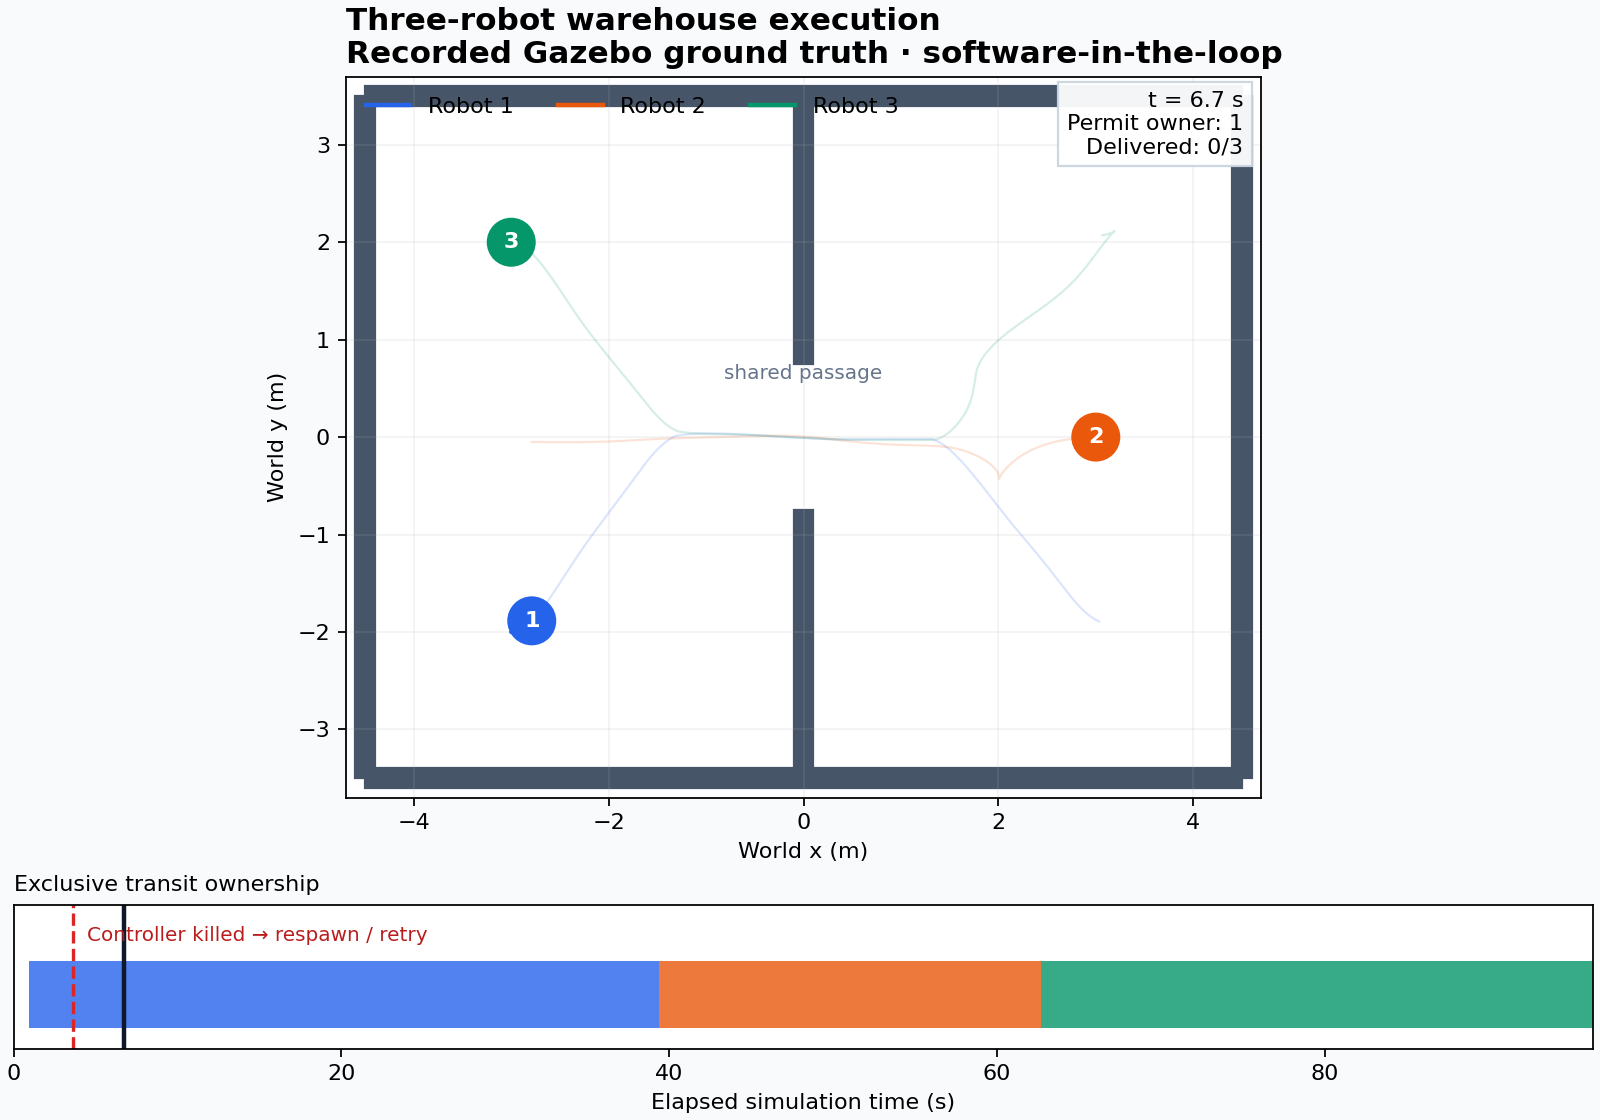 Three-robot warehouse execution
Recorded Gazebo ground truth · software-in-the-loop
Robot 1
Robot 2
Robot 3
t = 6.7 s
Permit owner: 1
Delivered: 0/3
3
2
1
0
−1
−2
−3
World y (m)
3
shared passage
2
1
−4
−2
0
2
4
World x (m)
Exclusive transit ownership
Controller killed → respawn / retry
0
20
40
60
80
Elapsed simulation time (s)